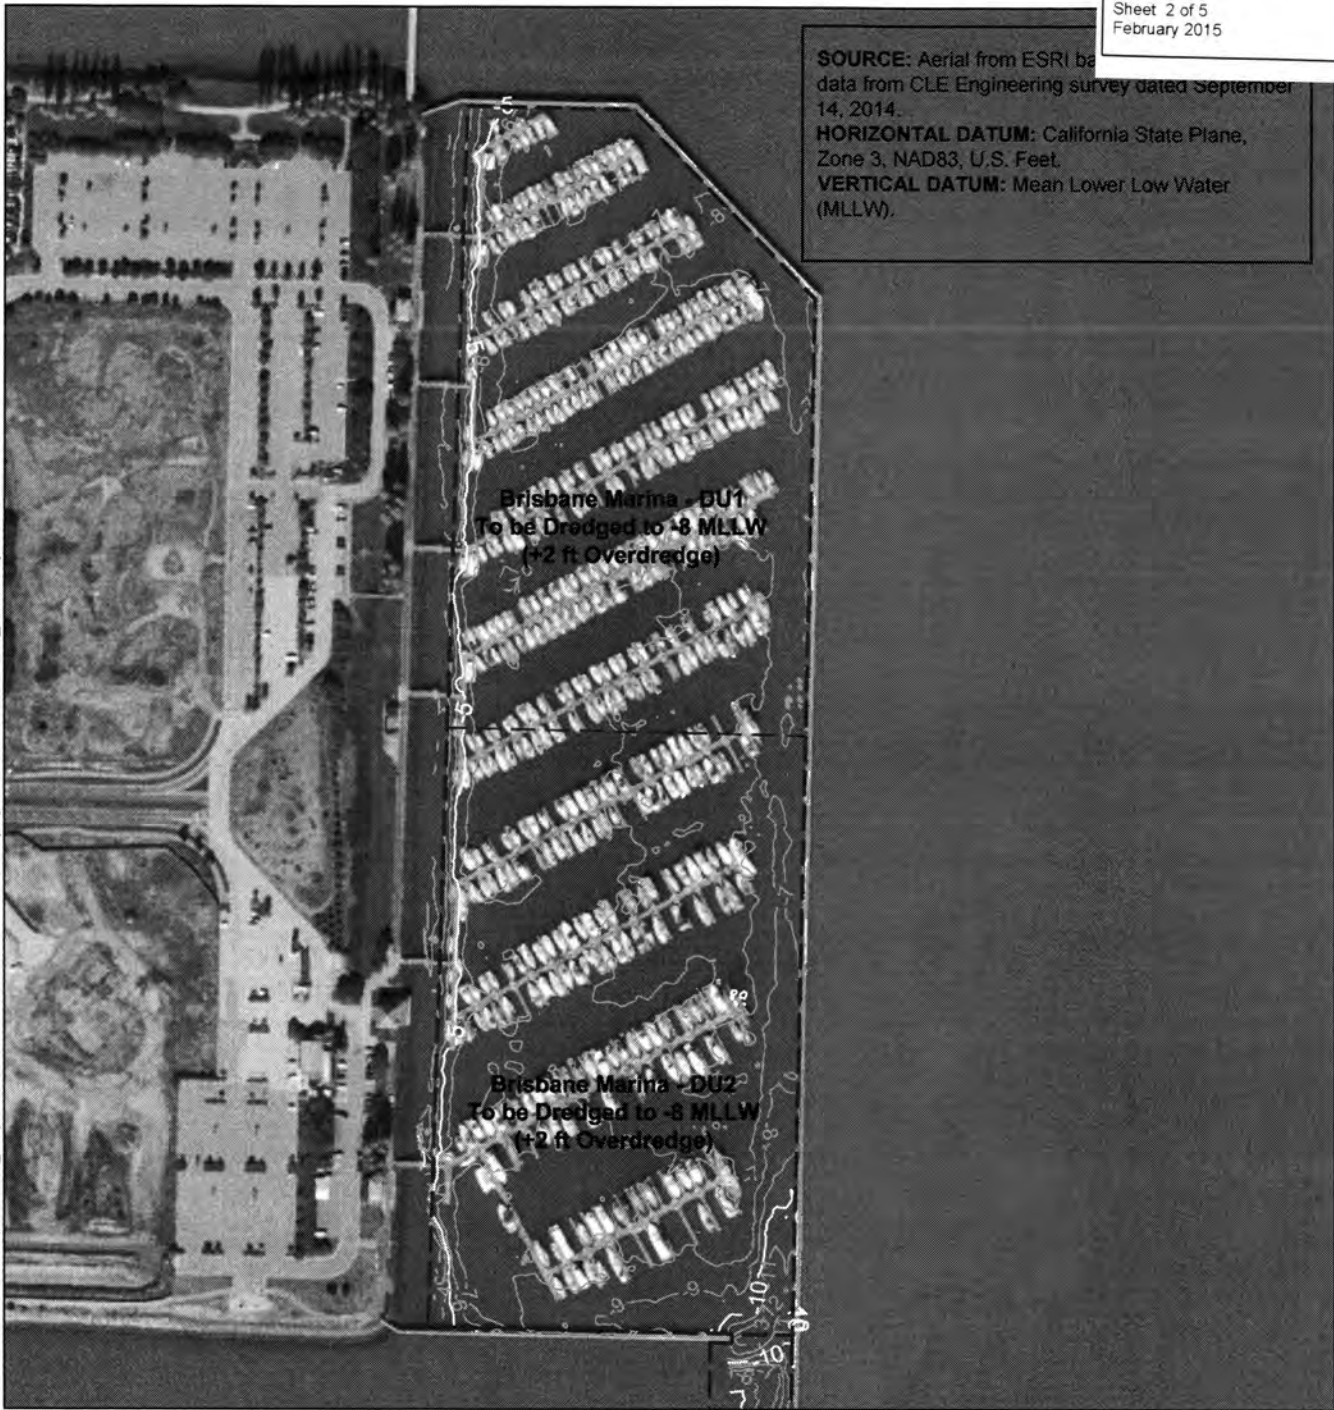 Sheet 2 of 5
February 2015
SOURCE: Aerial from ESRI
data from CLE Engineering survey dated September
14, 2014.
HORIZONTAL DATUM: California State Plane,
Zone 3, NAD83, U.S. Feet.
VERTICAL DATUM: Mean Lower Low Water
(MLLW).
Brisbane Marina - DU1
To be Dredged to -8 MLLW
(+2 ft Overdredge)
Brisbane Marina - DU2
To be Dredged to -8 MLLW
(+2 ft Overdredge)
-5
-5
-10
-10